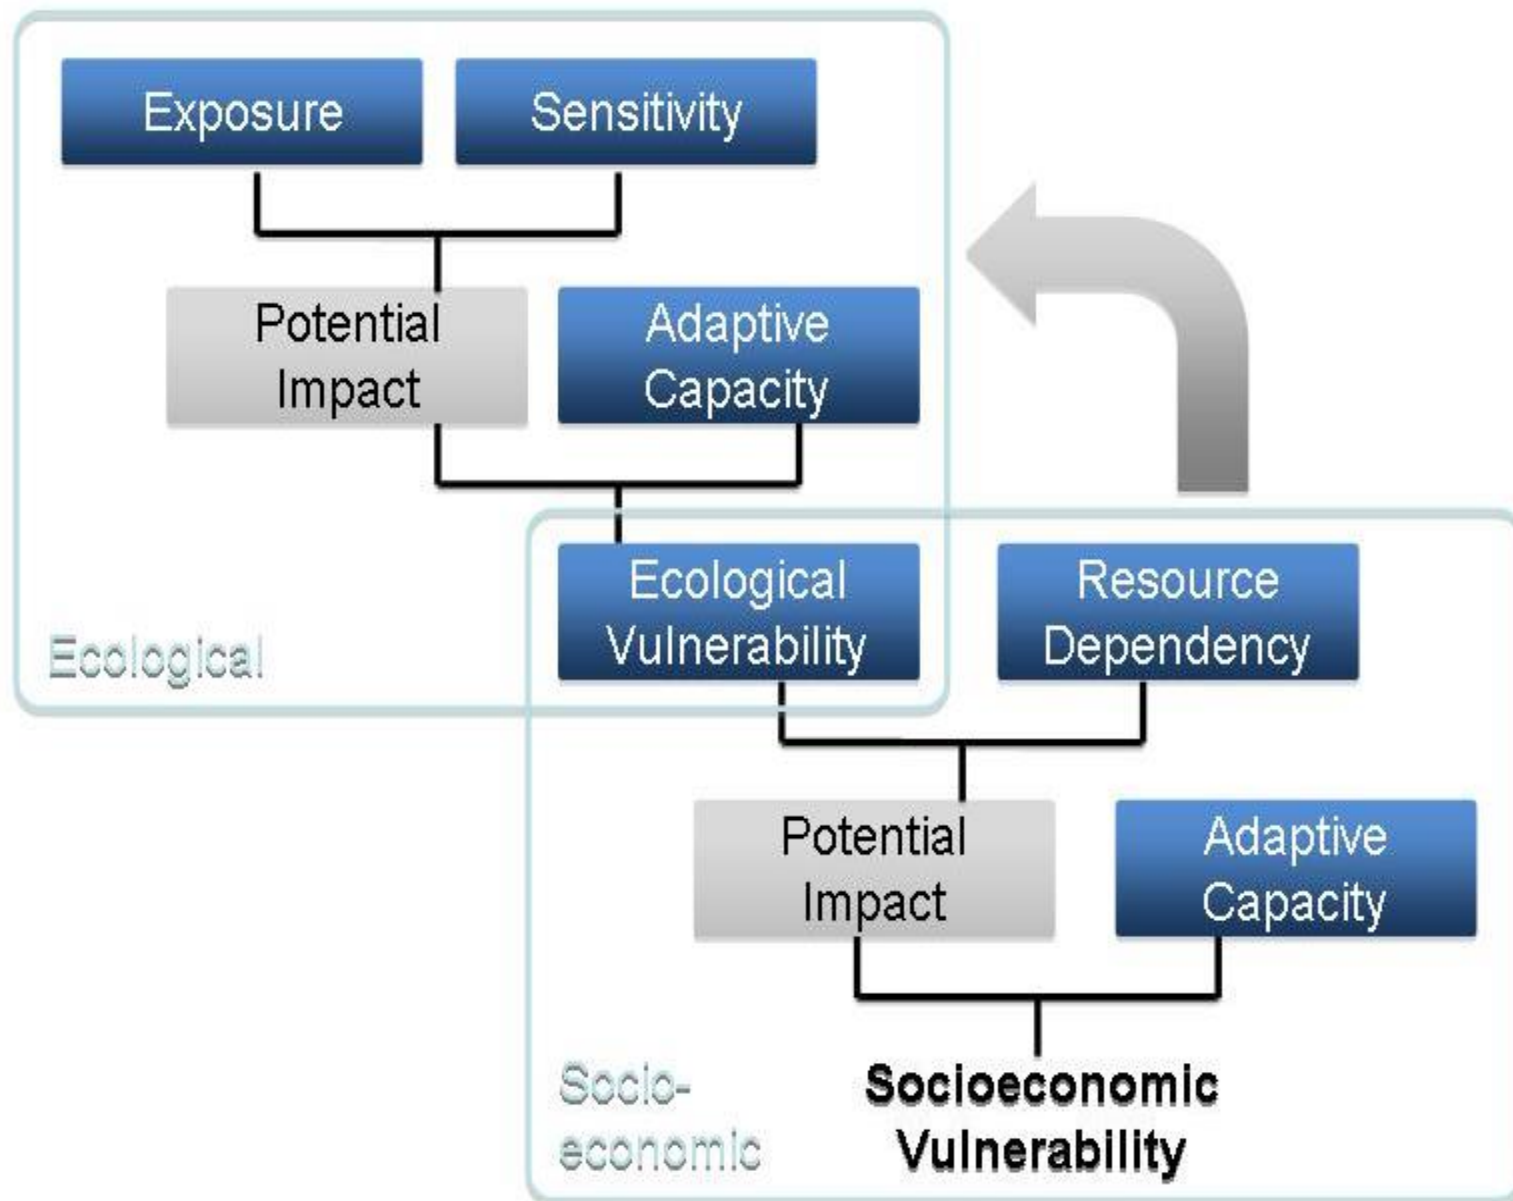 Exposure
Sensitivity
Potential
Impact
Adaptive
Capacity
Ecological
Vulnerability
Resource
Dependency
Ecological
Potential
Impact
Adaptive
Capacity
Socio-
economic
Socioeconomic
Vulnerability